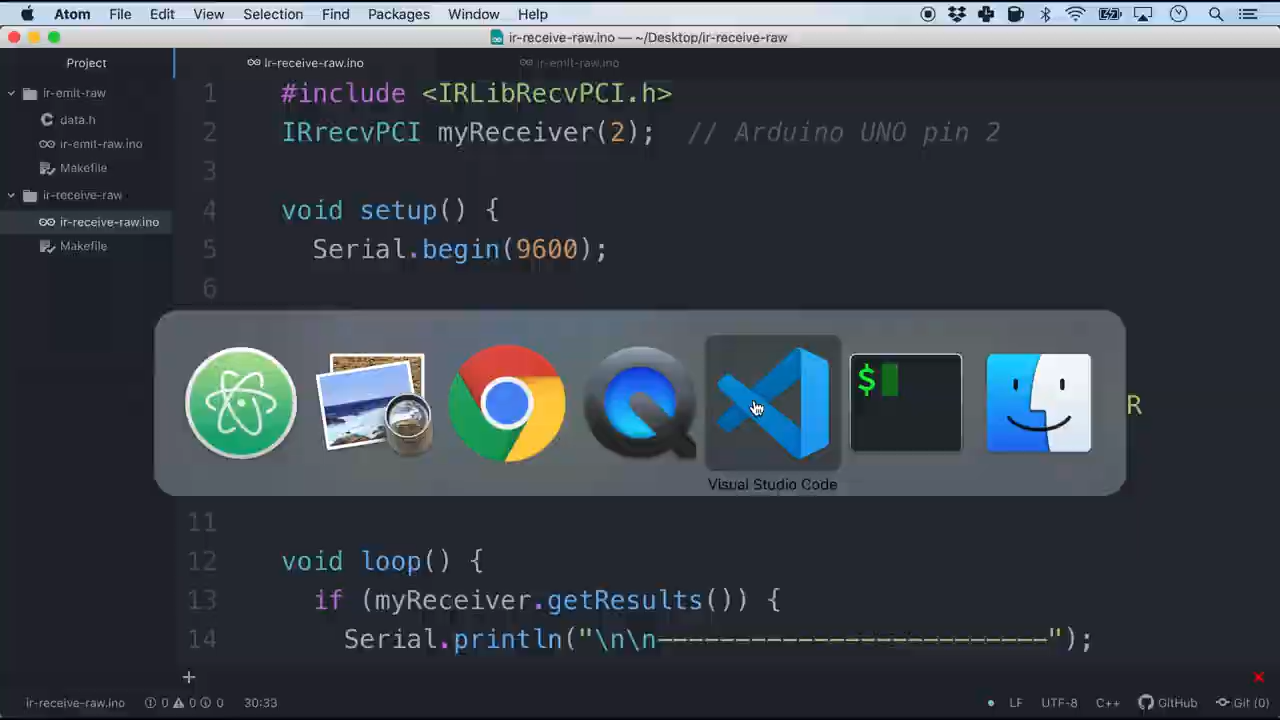 Atom File Edit View Selection Find Packages Window Help
ir-receive-raw.ino — ~/Desktop/ir-receive-raw
Project
ir-receive-raw.ino
ir-emit-raw.ino
ir-emit-raw
data.h
ir-emit-raw.ino
Makefile
ir-receive-raw
ir-receive-raw.ino
Makefile
1 #include <IRLibRecvPCI.h>
2 IRrecvPCI myReceiver(2); // Arduino UNO pin 2
3
4 void setup() {
5 Serial.begin(9600);
6
$
R
Visual Studio Code
11
12 void loop() {
13 if (myReceiver.getResults()) {
14 Serial.println("\n\n-------------------------");
+
ir-receive-raw.ino 0 0 0 30:33 LF UTF-8 C++ GitHub Git (0)